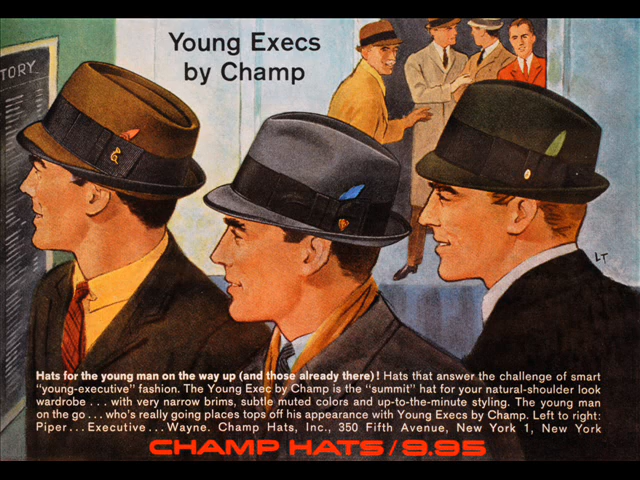 TORY
Young Execs
by Champ
LT
Hats for the young man on the way up (and those already there)! Hats that answer the challenge of smart
"young-executive" fashion. The Young Exec by Champ is the "summit" hat for your natural-shoulder look
wardrobe . . . with very narrow brims, subtle muted colors and up-to-the-minute styling. The young man
on the go . . . who's really going places tops off his appearance with Young Execs by Champ. Left to right:
Piper . . . Executive . . . Wayne. Champ Hats, Inc., 350 Fifth Avenue, New York 1, New York
CHAMP HATS/9.95